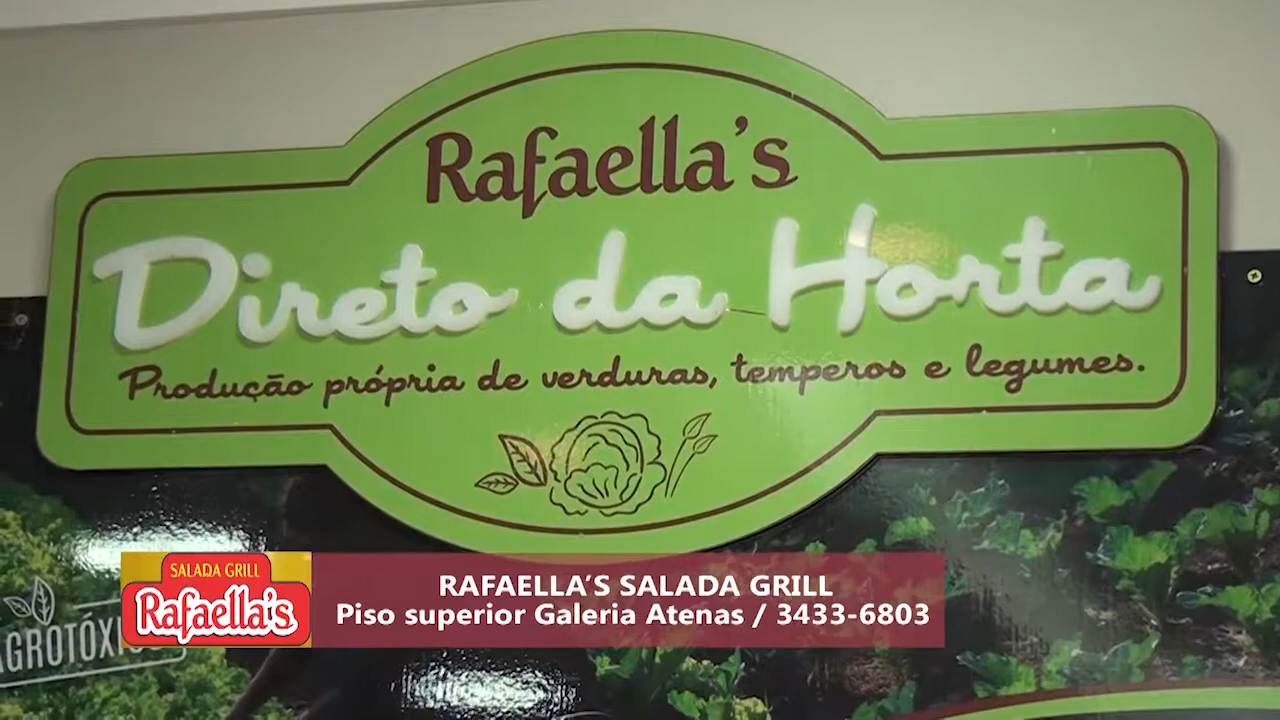 Rafaella's
Direto da Horta
Produção própria de verduras, temperos e legumes.
SALADA GRILL
Rafaella's
RAFAELLA'S SALADA GRILL
Piso superior Galeria Atenas / 3433-6803